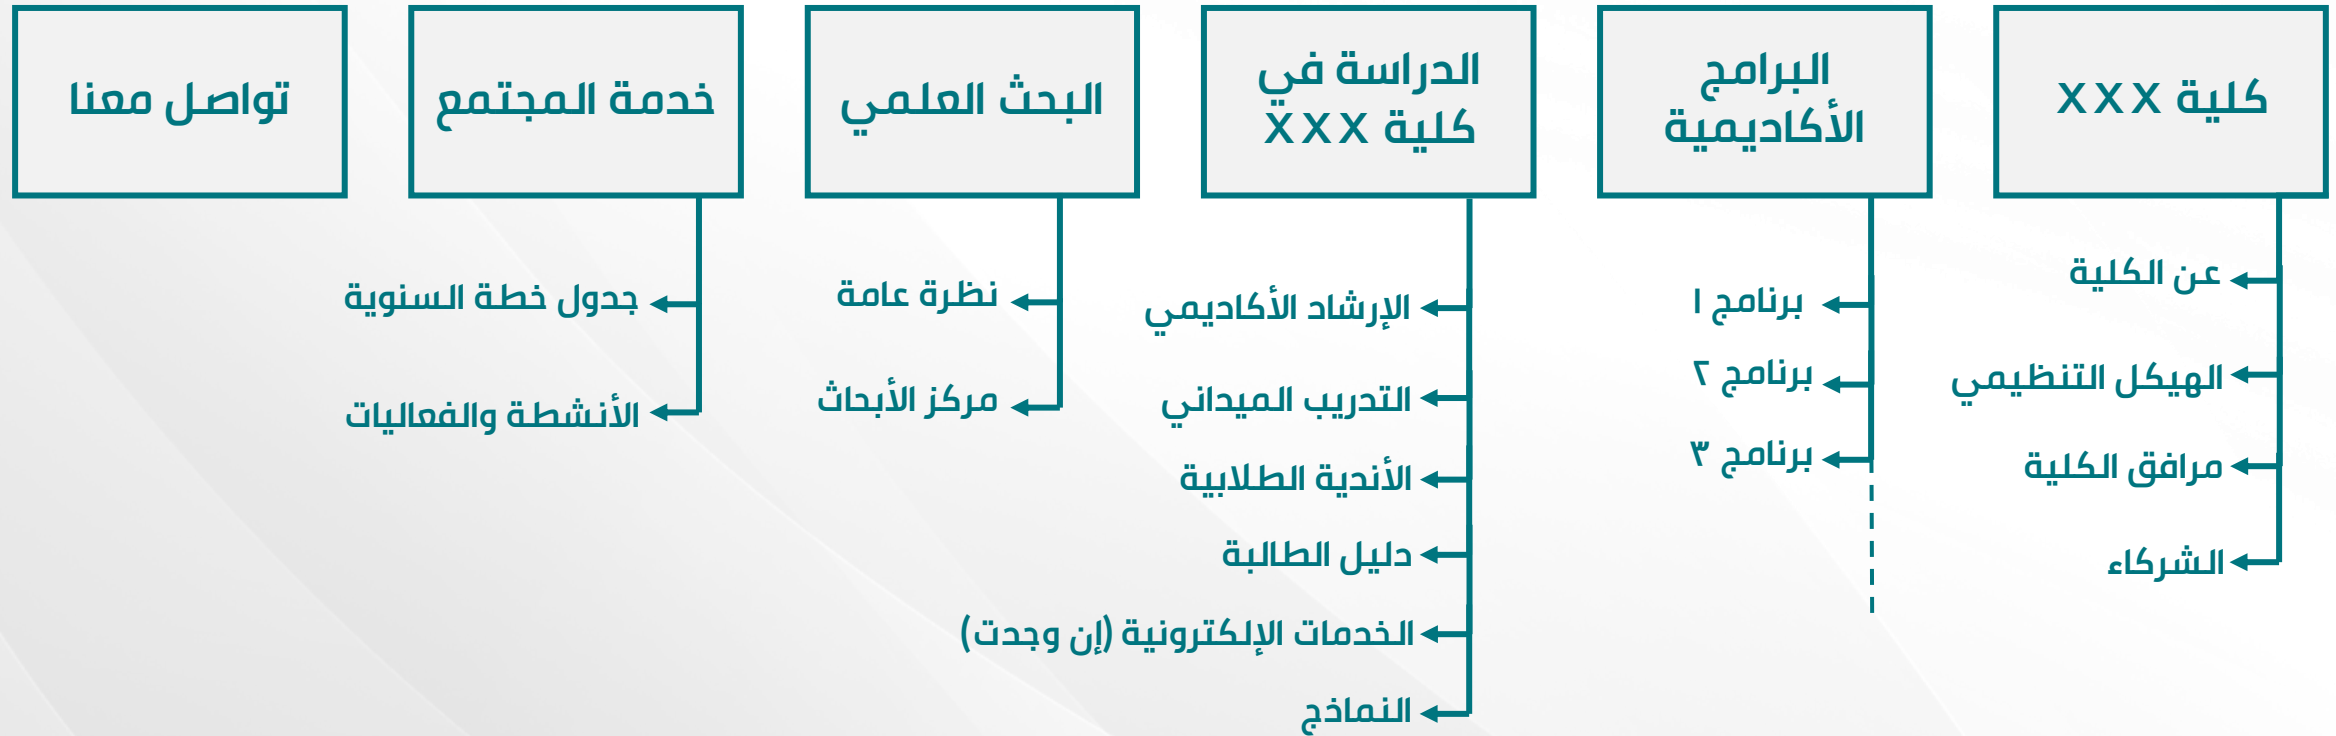 كلية XXX
البرامج
الأكاديمية
الدراسة في
كلية XXX
البحث العلمي
خدمة المجتمع
تواصل معنا
عن الكلية
الهيكل التنظيمي
مرافق الكلية
الشركاء
برنامج ١
برنامج ٢
برنامج ٣
الإرشاد الأكاديمي
التدريب الميداني
الأندية الطلابية
دليل الطالبة
الخدمات الإلكترونية (إن وجدت)
النماذج
نظرة عامة
مركز الأبحاث
جدول خطة السنوية
الأنشطة والفعاليات